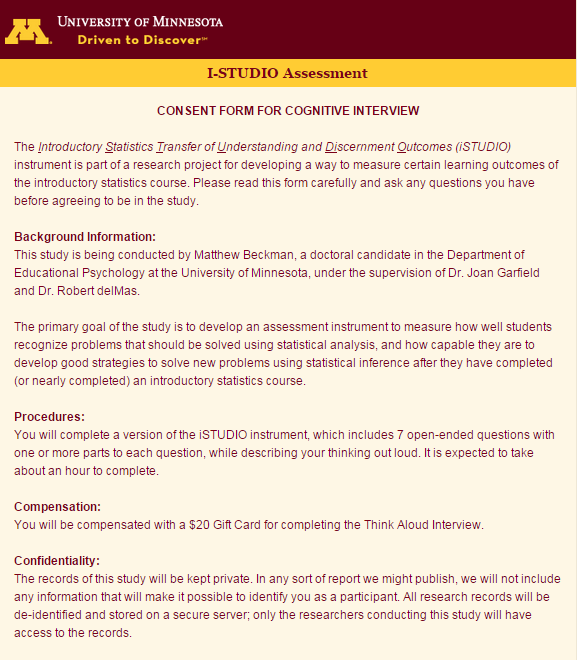 UNIVERSITY OF MINNESOTA
Driven to Discover℠
I-STUDIO Assessment
CONSENT FORM FOR COGNITIVE INTERVIEW
The Introductory Statistics Transfer of Understanding and Discernment Outcomes (iSTUDIO)
instrument is part of a research project for developing a way to measure certain learning outcomes of
the introductory statistics course. Please read this form carefully and ask any questions you have
before agreeing to be in the study.
Background Information:
This study is being conducted by Matthew Beckman, a doctoral candidate in the Department of
Educational Psychology at the University of Minnesota, under the supervision of Dr. Joan Garfield
and Dr. Robert delMas.
The primary goal of the study is to develop an assessment instrument to measure how well students
recognize problems that should be solved using statistical analysis, and how capable they are to
develop good strategies to solve new problems using statistical inference after they have completed
(or nearly completed) an introductory statistics course.
Procedures:
You will complete a version of the iSTUDIO instrument, which includes 7 open-ended questions with
one or more parts to each question, while describing your thinking out loud. It is expected to take
about an hour to complete.
Compensation:
You will be compensated with a $20 Gift Card for completing the Think Aloud Interview.
Confidentiality:
The records of this study will be kept private. In any sort of report we might publish, we will not include
any information that will make it possible to identify you as a participant. All research records will be
de-identified and stored on a secure server; only the researchers conducting this study will have
access to the records.